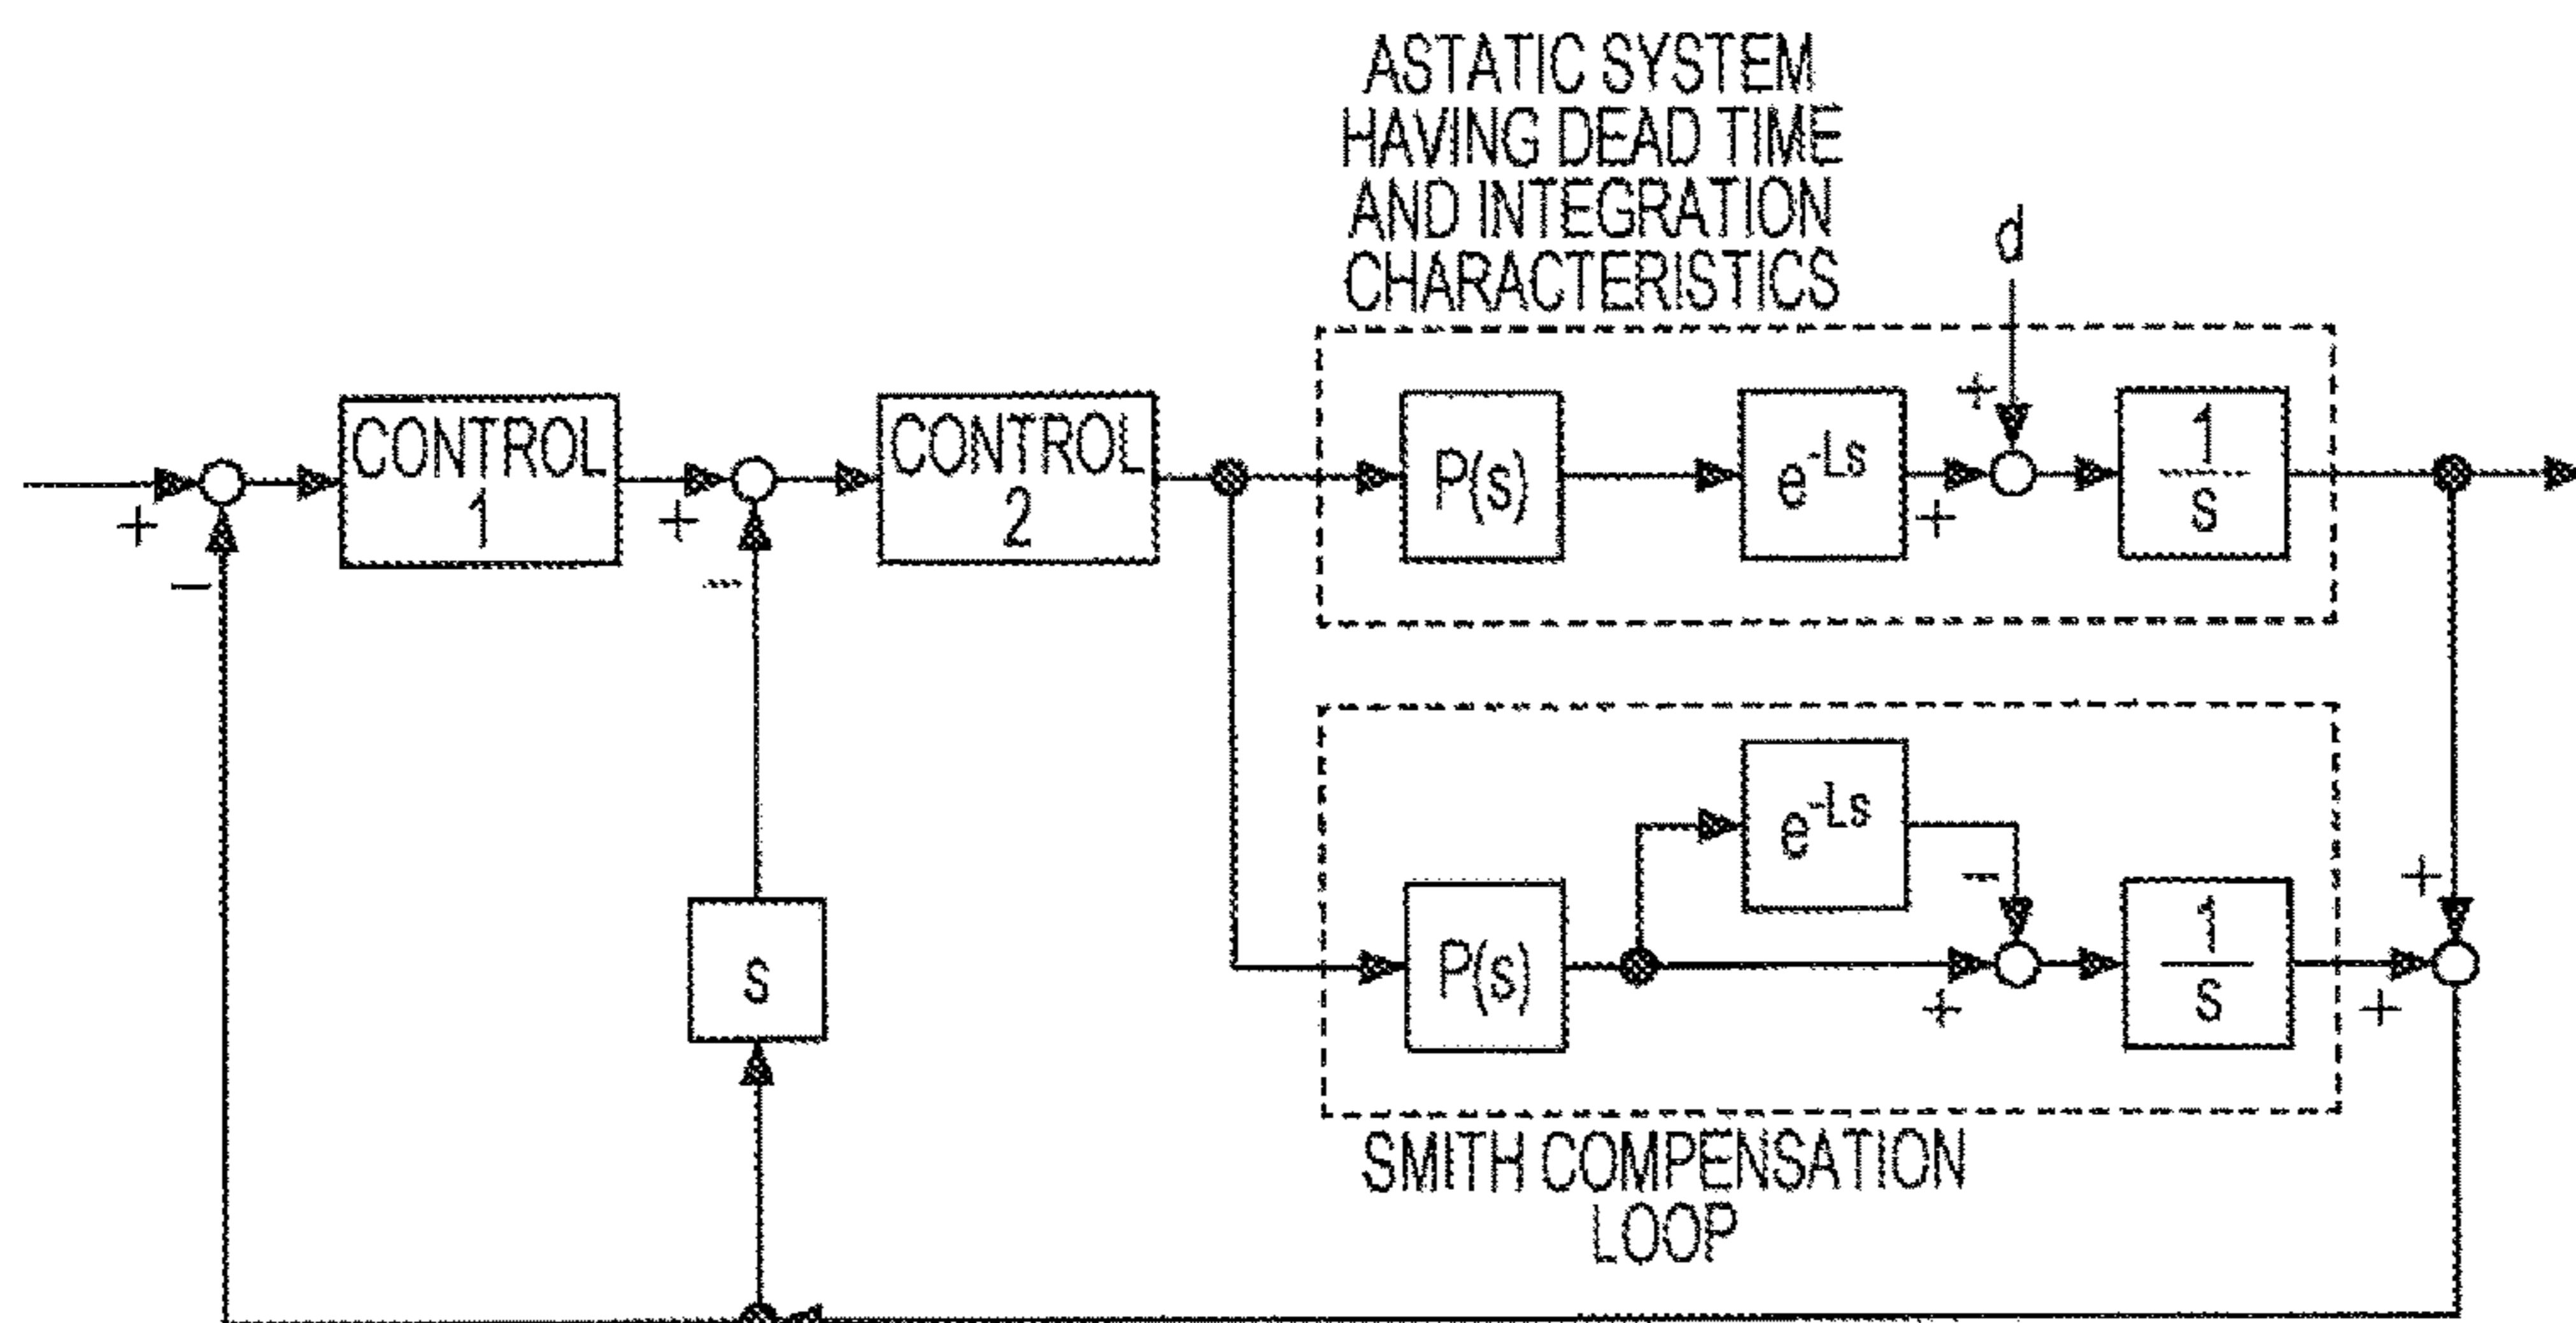 ASTATIC SYSTEM
HAVING DEAD TIME
AND INTEGRATION
CHARACTERISTICS
d
+
CONTROL
1
CONTROL
2
P(s)
e^-Ls
1
s
+
+
+
−
−
e^-Ls
−
+
s
P(s)
1
s
+
+
SMITH COMPENSATION
LOOP